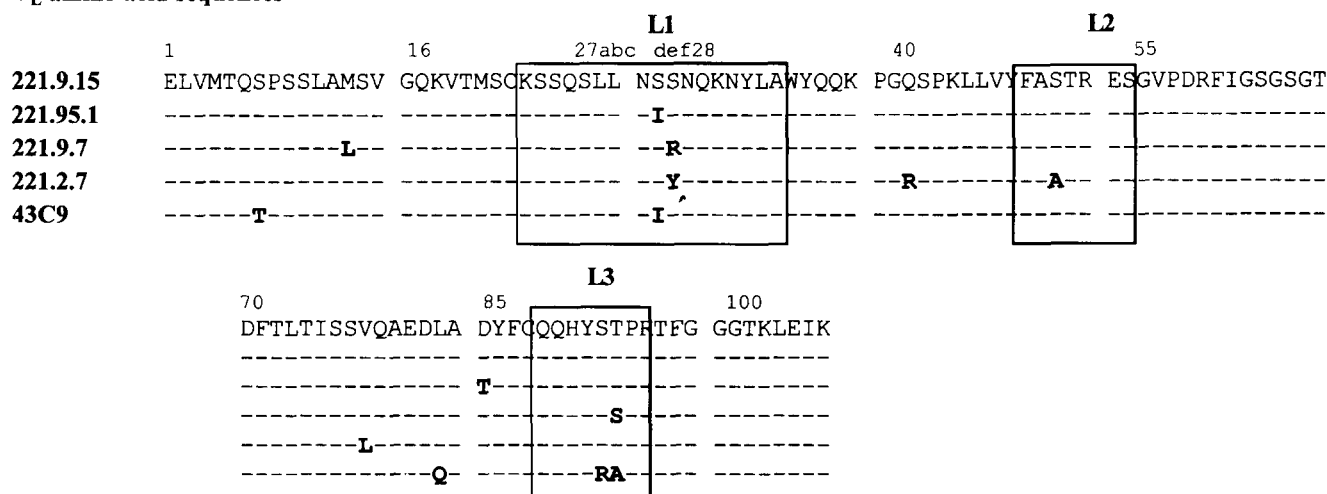 VL amino acid sequences
L1 L2
1 16 27abc def28 40 55
221.9.15 ELVMTQSPSSLAMSV GQKVTMSCKSSQSLL NSSNQKNYLAWYQQK PGQSPKLLVYFASTR ESGVPDRFIGSGSGT
221.95.1 --------------- --------------- -I------------- --------------- ---------------
221.9.7 -----------L--- --------------- --R------------ --------------- ---------------
221.2.7 --------------- --------------- --Y------------ --R---------A-- ---------------
43C9 ------T-------- --------------- -I------------- --------------- ---------------
L3
70 85 100
DFTLTISSVQAEDLA DYFCQQHYSTPRTFG GGTKLEIK
--------------- --------------- --------
--------------- T-------------- --------
--------------- ---------S----- --------
--------L------ --------------- --------
-------------Q- --------RA----- --------